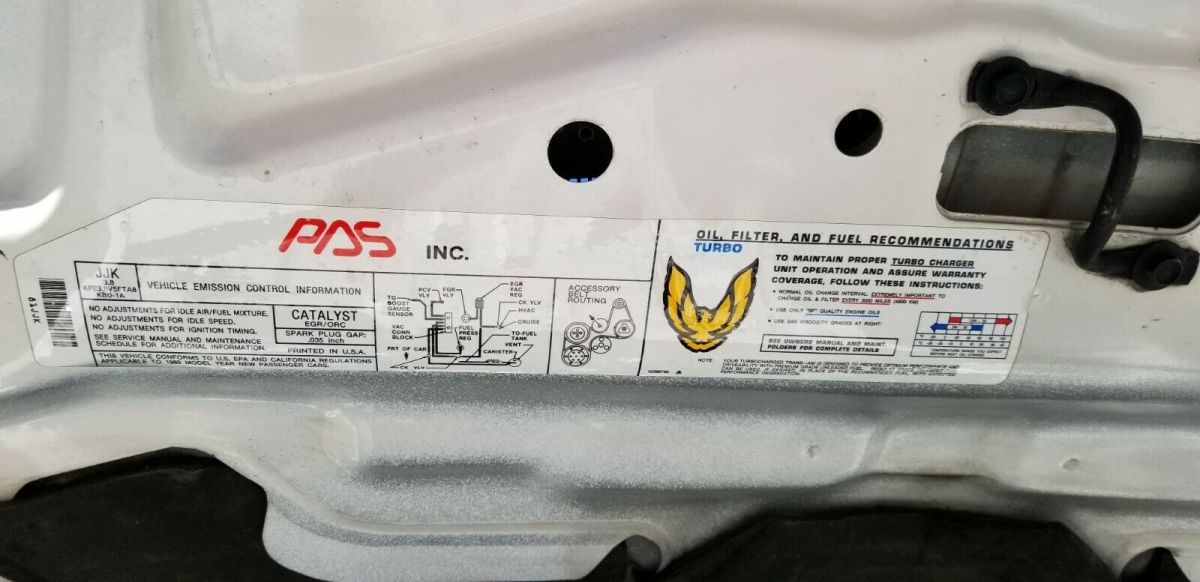 PAS INC.
JJK
3.8
KB0-1A
VEHICLE EMISSION CONTROL INFORMATION
NO ADJUSTMENTS FOR IDLE AIR/FUEL MIXTURE.
NO ADJUSTMENTS FOR IDLE SPEED.
NO ADJUSTMENTS FOR IGNITION TIMING.
SEE SERVICE MANUAL AND MAINTENANCE
SCHEDULE FOR ADDITIONAL INFORMATION.
CATALYST
EGR/ORC
SPARK PLUG GAP:
.035 inch
PRINTED IN U.S.A.
THIS VEHICLE CONFORMS TO U.S. EPA AND CALIFORNIA REGULATIONS
APPLICABLE TO 1989 MODEL YEAR NEW PASSENGER CARS.
TO
BOOST
GAUGE
SENSOR
PCV
VLV
EGR
VLV
EGR
VAC
REG
CK VLV
HVAC
CRUISE
VAC
CONN
BLOCK
FUEL
PRESS
REG
TO FUEL
TANK
VENT
FRT OF CAR
CANISTER
CK VLV
ACCESSORY
BELT
ROUTING
OIL, FILTER, AND FUEL RECOMMENDATIONS
TURBO
TO MAINTAIN PROPER TURBO CHARGER
UNIT OPERATION AND ASSURE WARRANTY
COVERAGE, FOLLOW THESE INSTRUCTIONS:
• NORMAL OIL CHANGE INTERVAL: EXTREMELY IMPORTANT TO
CHANGE OIL & FILTER EVERY 3000 MILES (4800 KM)
• USE ONLY "SF" QUALITY ENGINE OILS
• USE SAE VISCOSITY GRADES AT RIGHT:
SEE OWNERS MANUAL AND MAINT.
FOLDERS FOR COMPLETE DETAILS
NOTE: